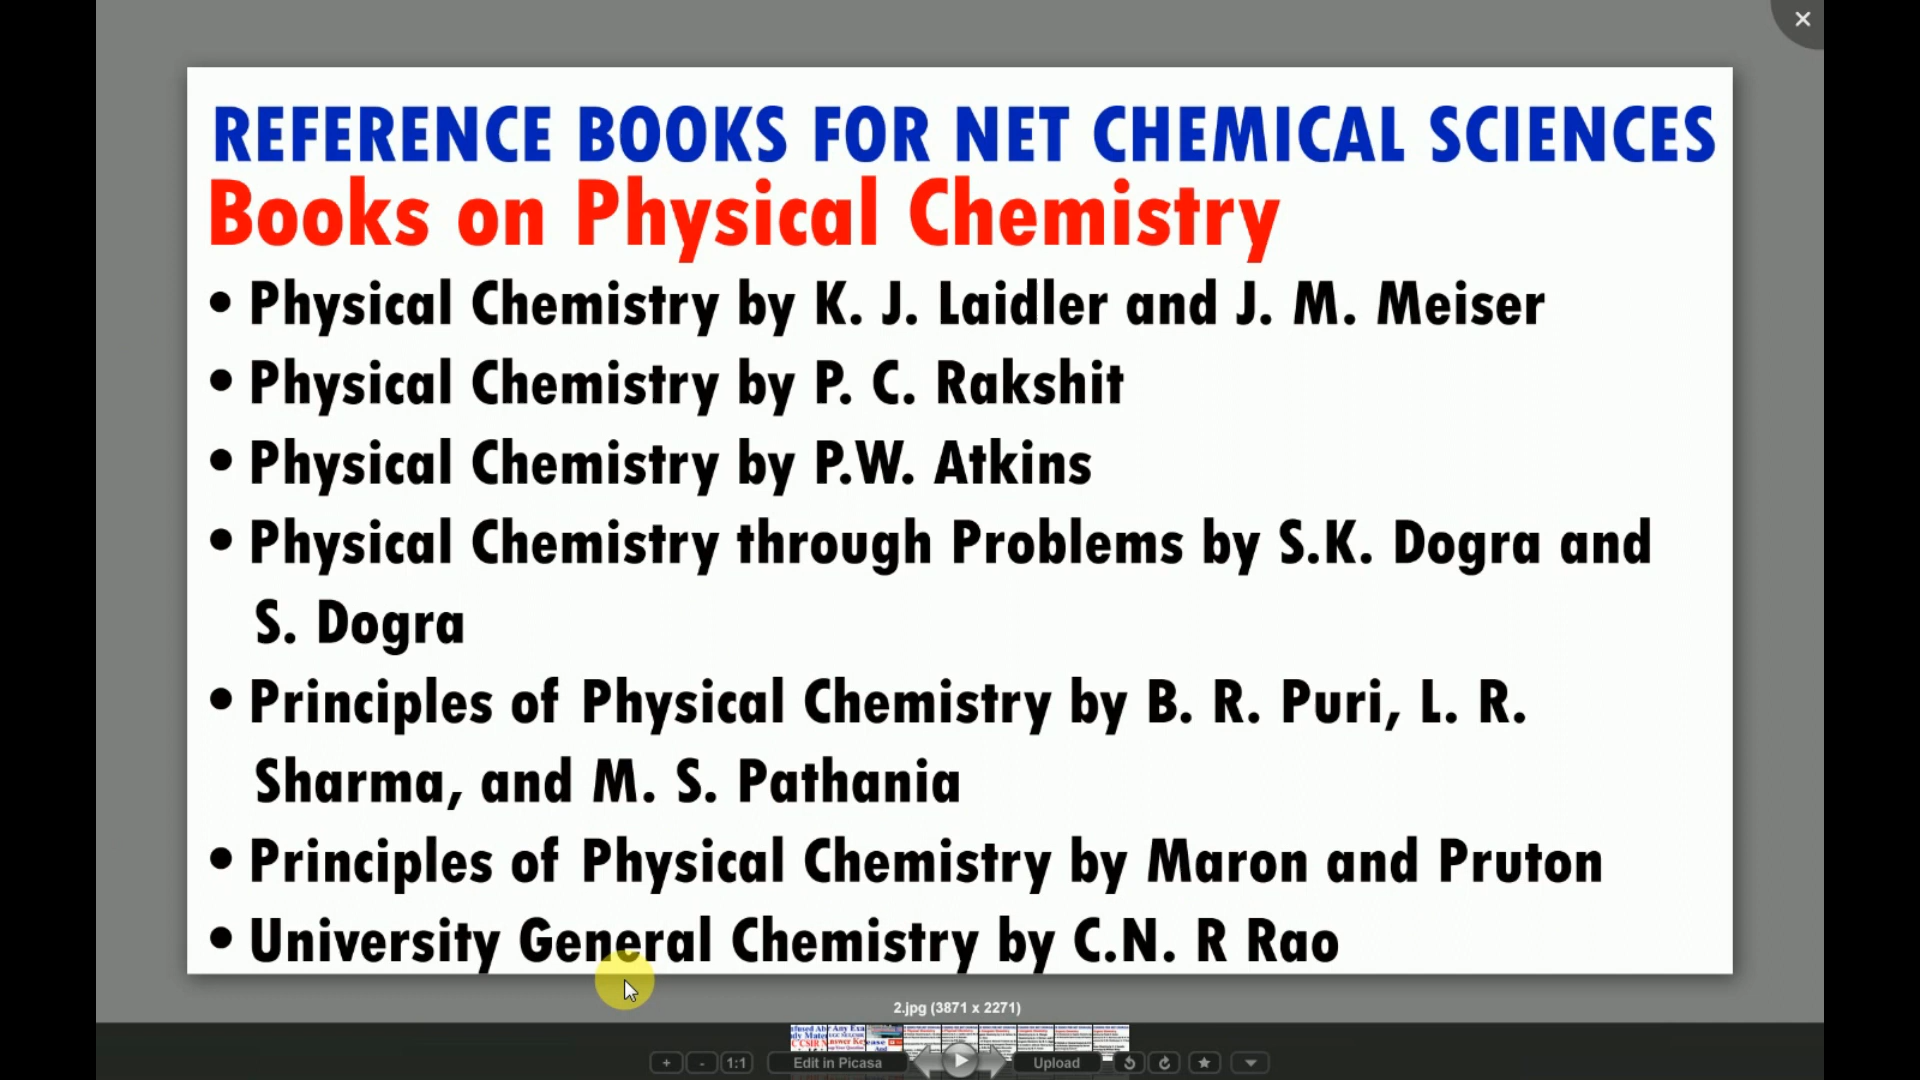 REFERENCE BOOKS FOR NET CHEMICAL SCIENCES
Books on Physical Chemistry
• Physical Chemistry by K. J. Laidler and J. M. Meiser
• Physical Chemistry by P. C. Rakshit
• Physical Chemistry by P.W. Atkins
• Physical Chemistry through Problems by S.K. Dogra and
S. Dogra
• Principles of Physical Chemistry by B. R. Puri, L. R.
Sharma, and M. S. Pathania
• Principles of Physical Chemistry by Maron and Pruton
• University General Chemistry by C.N. R Rao
2.jpg (3871 x 2271)
+ - 1:1 Edit in Picasa Upload